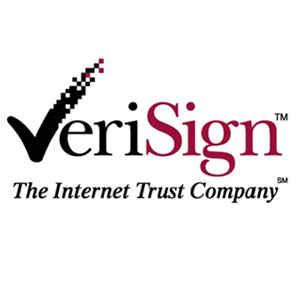 VeriSign™
The Internet Trust Company℠